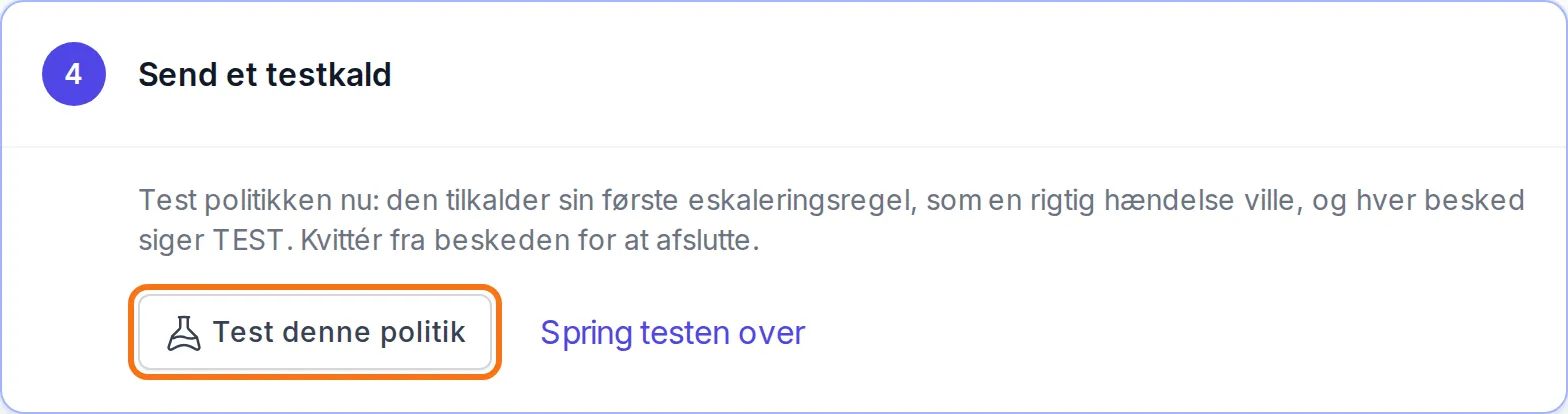 4
Send et testkald
Test politikken nu: den tilkalder sin første eskaleringsregel, som en rigtig hændelse ville, og hver besked
siger TEST. Kvittér fra beskeden for at afslutte.
Test denne politik
Spring testen over